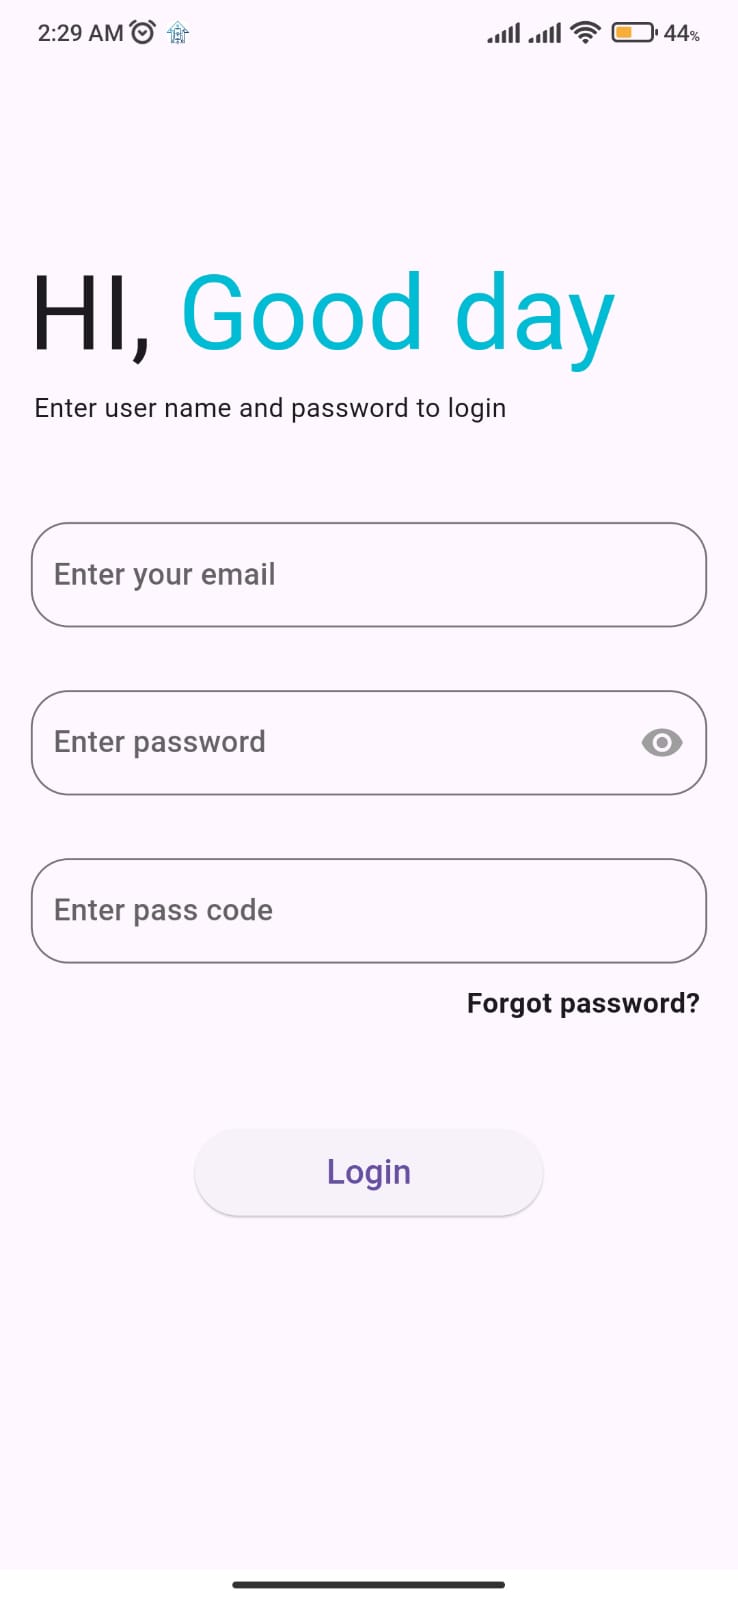 2:29 AM 44%
HI, Good day
Enter user name and password to login
Enter your email
Enter password
Enter pass code
Forgot password?
Login